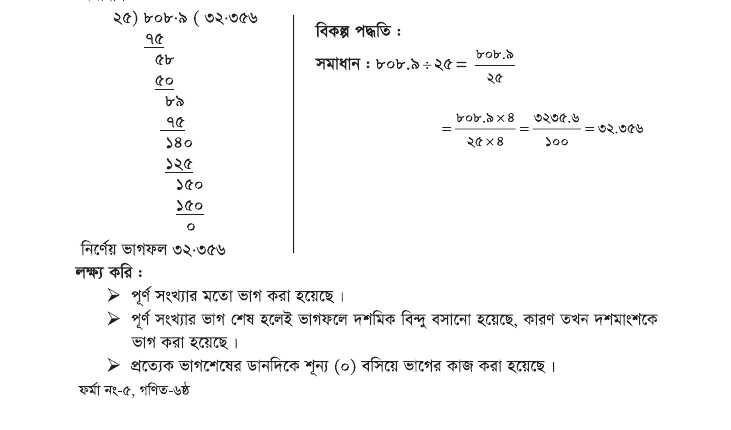 ২৫) ৮০৮·৯ ( ৩২·৩৫৬
৭৫
৫৮
৫০
৮৯
৭৫
১৪০
১২৫
১৫০
১৫০
০
নির্ণেয় ভাগফল ৩২·৩৫৬
বিকল্প পদ্ধতি :
সমাধান : ৮০৮.৯ ÷ ২৫ = ৮০৮.৯ / ২৫
= ৮০৮.৯ × ৪ / ২৫ × ৪ = ৩২৩৫.৬ / ১০০ = ৩২.৩৫৬
লক্ষ্য করি :
➢ পূর্ণ সংখ্যার মতো ভাগ করা হয়েছে।
➢ পূর্ণ সংখ্যার ভাগ শেষ হলেই ভাগফলে দশমিক বিন্দু বসানো হয়েছে, কারণ তখন দশমাংশকে
ভাগ করা হয়েছে।
➢ প্রত্যেক ভাগশেষের ডানদিকে শূন্য (০) বসিয়ে ভাগের কাজ করা হয়েছে।
ফর্মা নং-৫, গণিত-৬ষ্ঠ